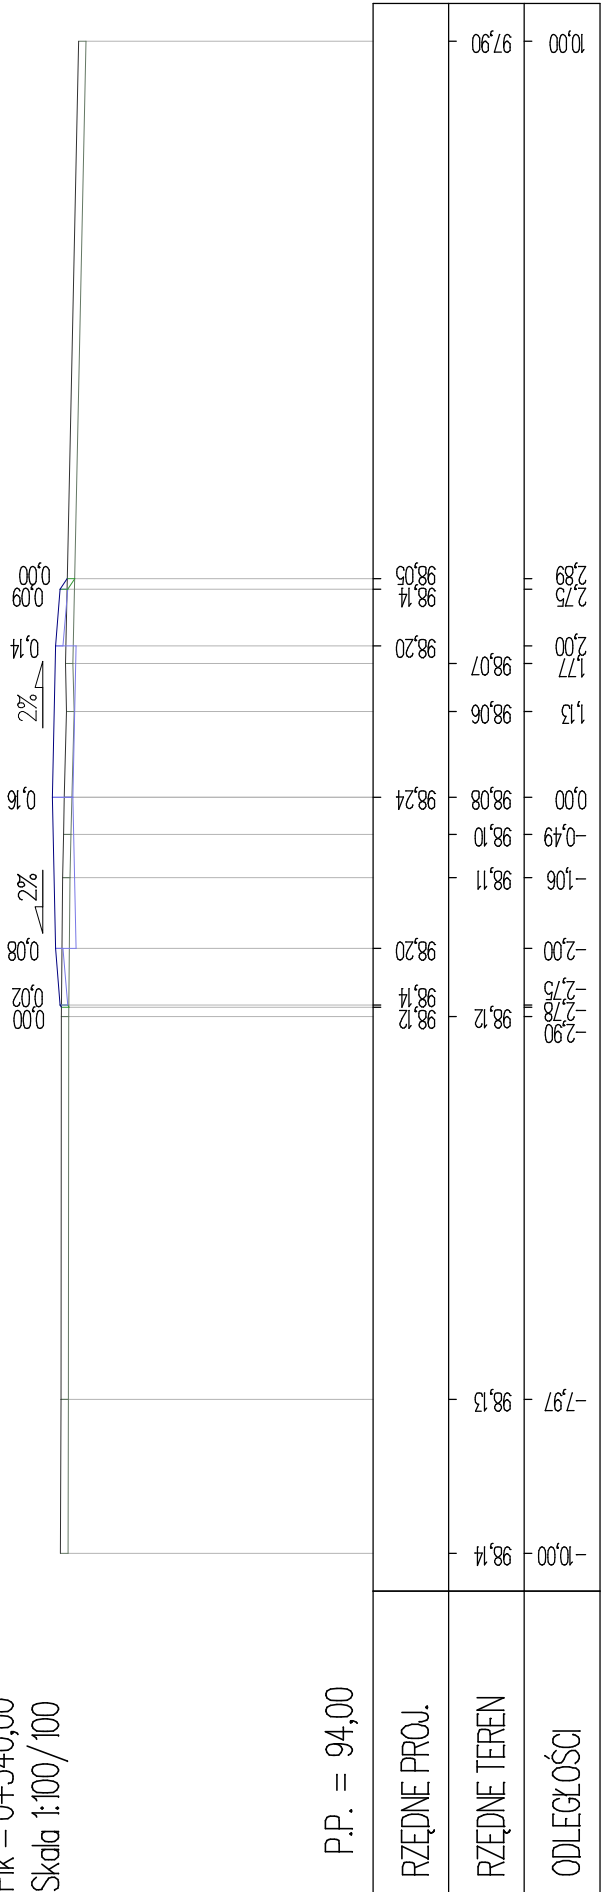 Skala 1:100/100
0,00 0,02 0,08 2% 0,16 2% 0,14 0,09 0,00
P.P. = 94,00
RZĘDNE PROJ. 98,12 98,14 98,20 98,24 98,20 98,14 98,05
RZĘDNE TEREN 98,14 98,13 98,12 98,11 98,10 98,08 98,06 98,07 97,90
ODLEGŁOŚCI -10,00 -7,97 -2,90 -2,78 -2,75 -2,00 -1,06 -0,49 0,00 1,13 1,77 2,00 2,75 2,89 10,00